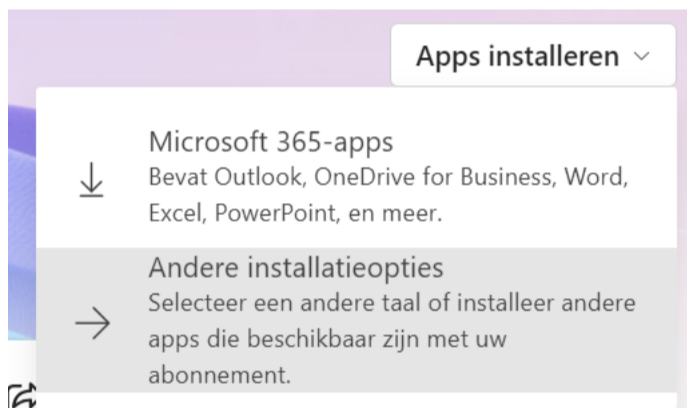 Apps installeren
Microsoft 365-apps
Bevat Outlook, OneDrive for Business, Word,
Excel, PowerPoint, en meer.
Andere installatieopties
Selecteer een andere taal of installeer andere
apps die beschikbaar zijn met uw
abonnement.